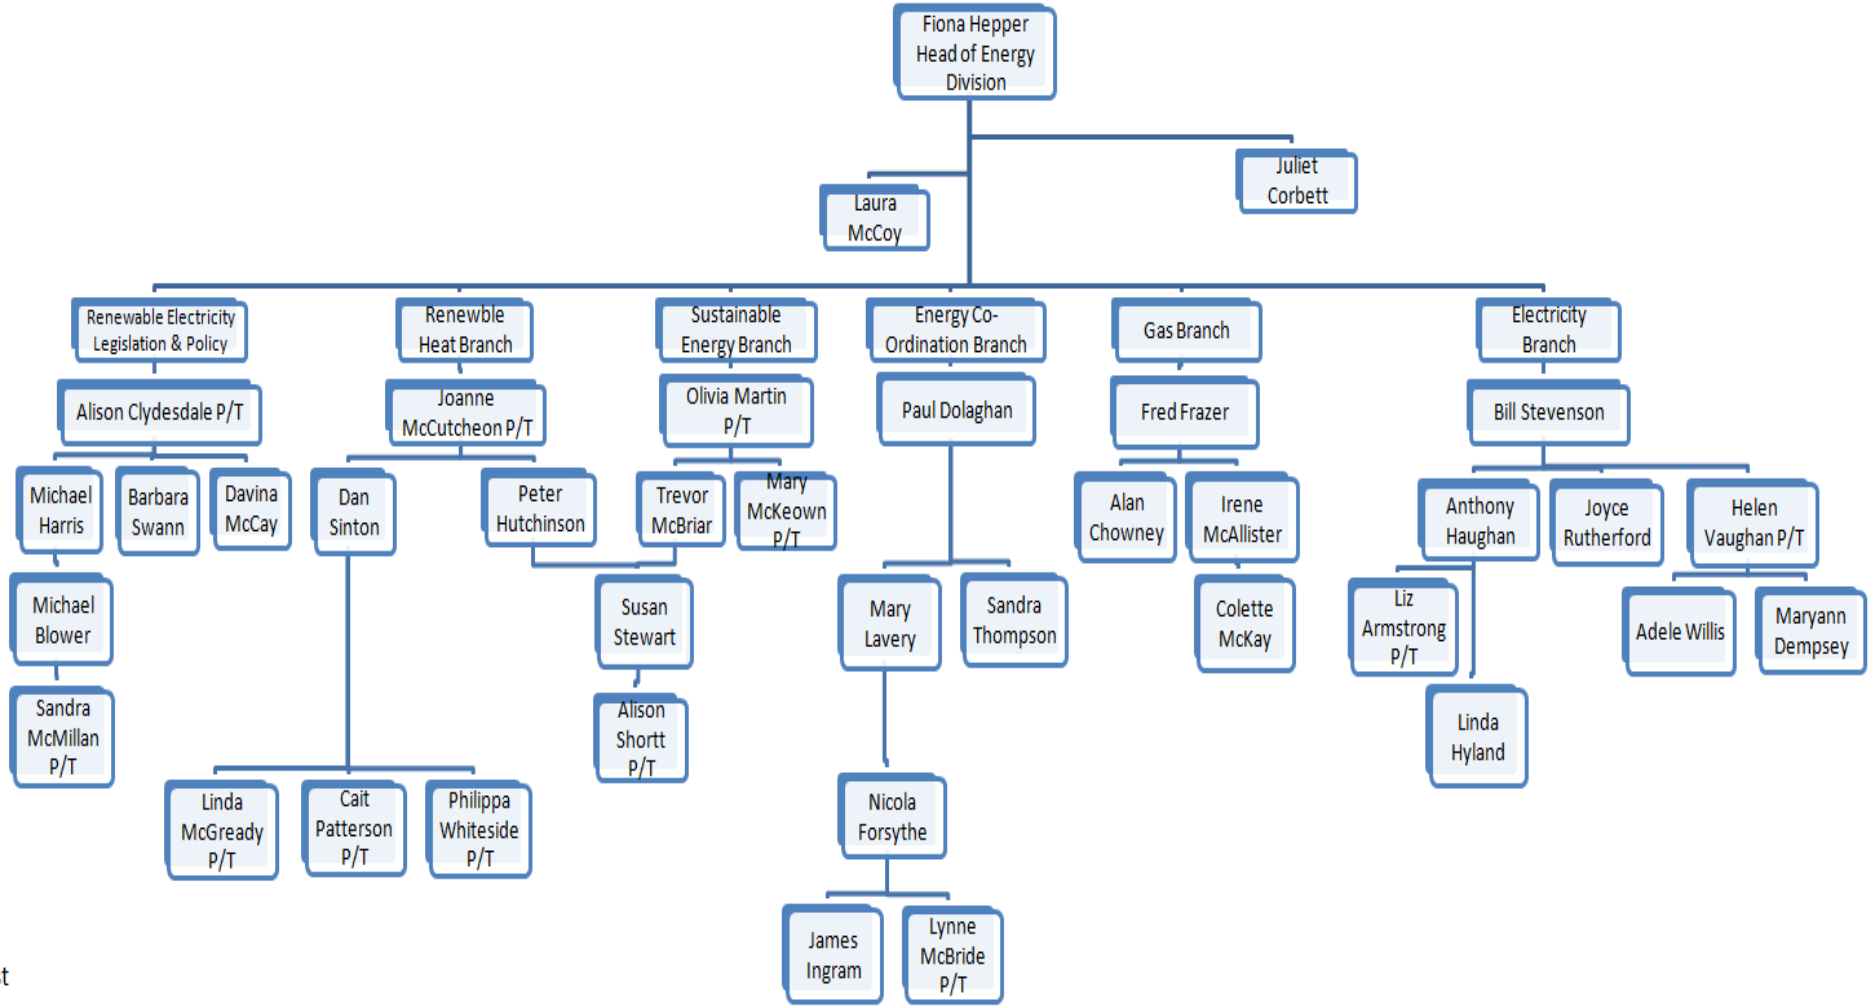 Fiona Hepper
Head of Energy
Division
Juliet
Corbett
Laura
McCoy
Renewable Electricity
Legislation & Policy
Renewble
Heat Branch
Sustainable
Energy Branch
Energy Co-
Ordination Branch
Gas Branch
Electricity
Branch
Alison Clydesdale P/T
Joanne
McCutcheon P/T
Olivia Martin
P/T
Paul Dolaghan
Fred Frazer
Bill Stevenson
Michael
Harris
Barbara
Swann
Davina
McCay
Dan
Sinton
Peter
Hutchinson
Trevor
McBriar
Mary
McKeown
P/T
Alan
Chowney
Irene
McAllister
Anthony
Haughan
Joyce
Rutherford
Helen
Vaughan P/T
Michael
Blower
Susan
Stewart
Mary
Lavery
Sandra
Thompson
Colette
McKay
Liz
Armstrong
P/T
Adele Willis
Maryann
Dempsey
Sandra
McMillan
P/T
Alison
Shortt
P/T
Linda
Hyland
Linda
McGready
P/T
Cait
Patterson
P/T
Philippa
Whiteside
P/T
Nicola
Forsythe
James
Ingram
Lynne
McBride
P/T